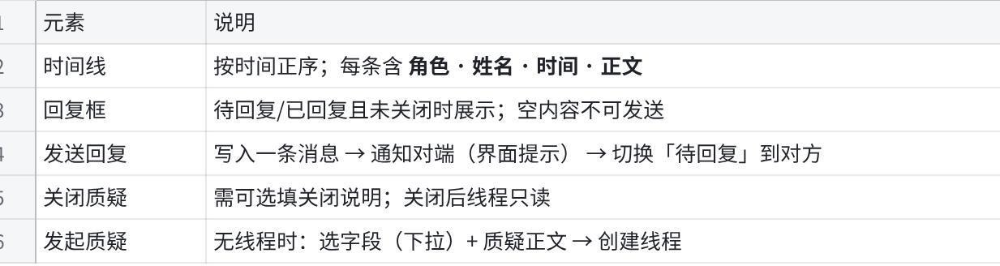 1 元素 说明
2 时间线 按时间正序；每条含 角色 · 姓名 · 时间 · 正文
3 回复框 待回复/已回复且未关闭时展示；空内容不可发送
4 发送回复 写入一条消息 → 通知对端（界面提示） → 切换「待回复」到对方
5 关闭质疑 需可选填关闭说明；关闭后线程只读
6 发起质疑 无线程时：选字段（下拉）+ 质疑正文 → 创建线程